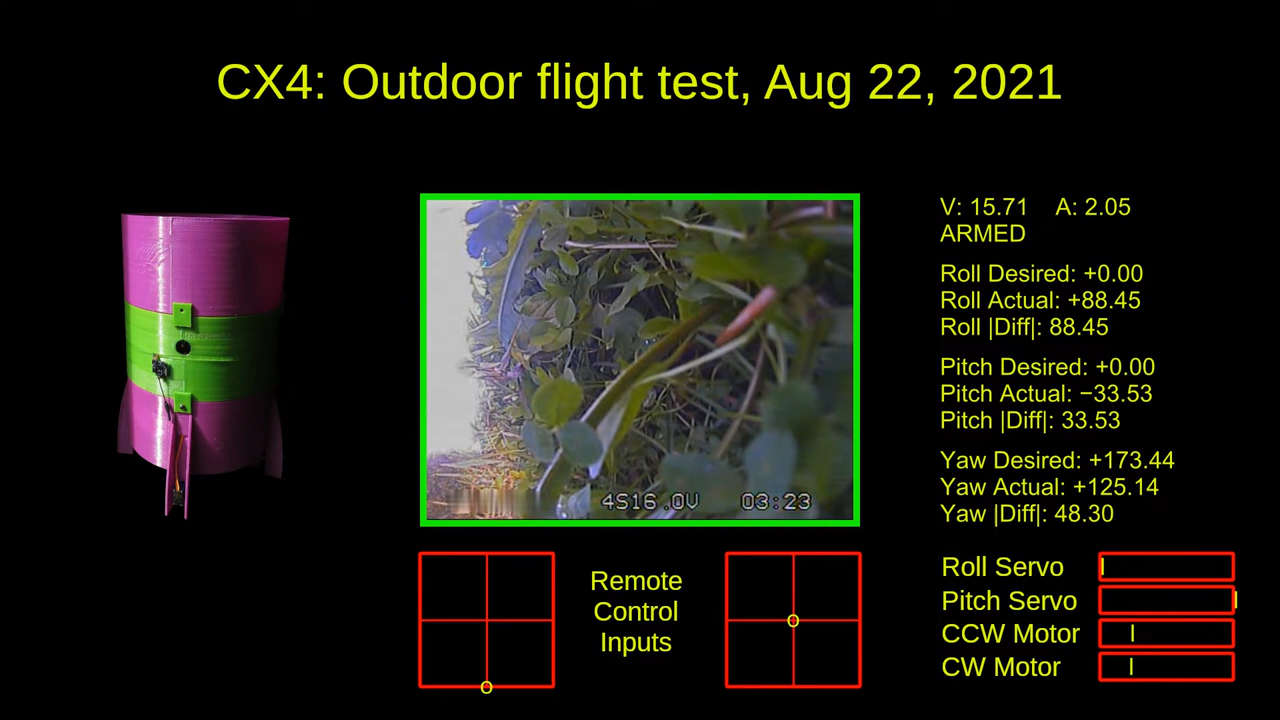 CX4: Outdoor flight test, Aug 22, 2021
V: 15.71 A: 2.05
ARMED
Roll Desired: +0.00
Roll Actual: +88.45
Roll |Diff|: 88.45
Pitch Desired: +0.00
Pitch Actual: −33.53
Pitch |Diff|: 33.53
Yaw Desired: +173.44
Yaw Actual: +125.14
Yaw |Diff|: 48.30
4S16.0V 03:23
Remote
Control
Inputs
Roll Servo
Pitch Servo
CCW Motor
CW Motor